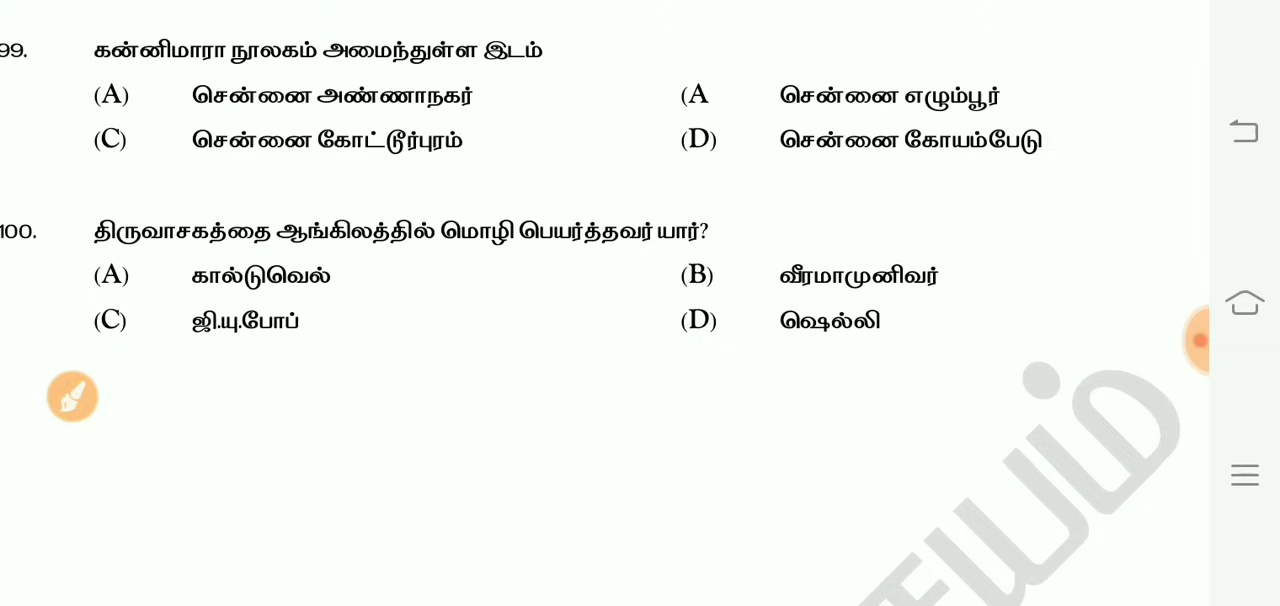 99. கன்னிமாரா நூலகம் அமைந்துள்ள இடம்
(A) சென்னை அண்ணாநகர் (A சென்னை எழும்பூர்
(C) சென்னை கோட்டூர்புரம் (D) சென்னை கோயம்பேடு
100. திருவாசகத்தை ஆங்கிலத்தில் மொழி பெயர்த்தவர் யார்?
(A) கால்டுவெல் (B) வீரமாமுனிவர்
(C) ஜி.யு.போப் (D) ஷெல்லி